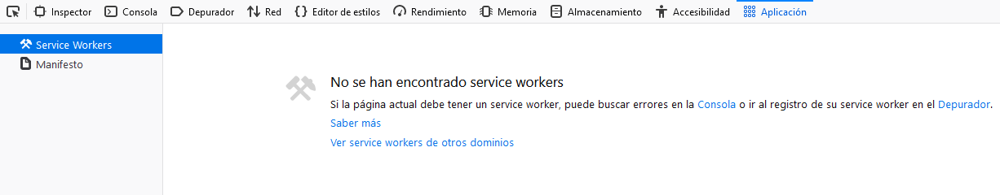 Inspector Consola Depurador Red Editor de estilos Rendimiento Memoria Almacenamiento Accesibilidad Aplicación
Service Workers
Manifesto
No se han encontrado service workers
Si la página actual debe tener un service worker, puede buscar errores en la Consola o ir al registro de su service worker en el Depurador.
Saber más
Ver service workers de otros dominios